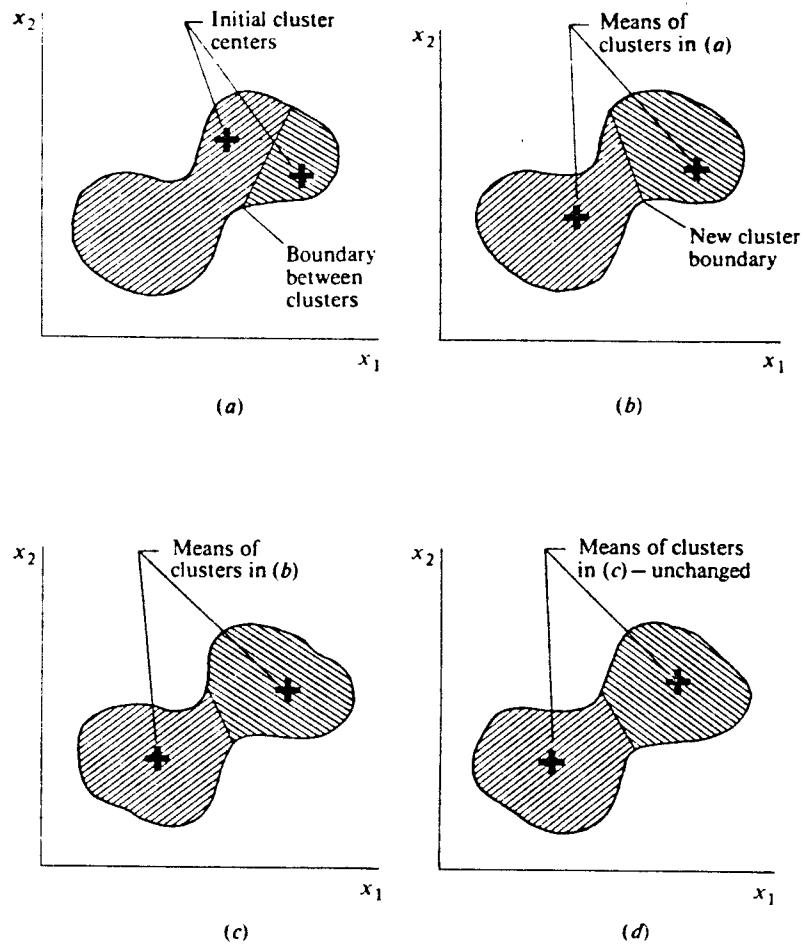 x2
Initial cluster
centers
Boundary
between
clusters
x1
(a)
x2
Means of
clusters in (a)
New cluster
boundary
x1
(b)
x2
Means of
clusters in (b)
x1
(c)
x2
Means of clusters
in (c) – unchanged
x1
(d)